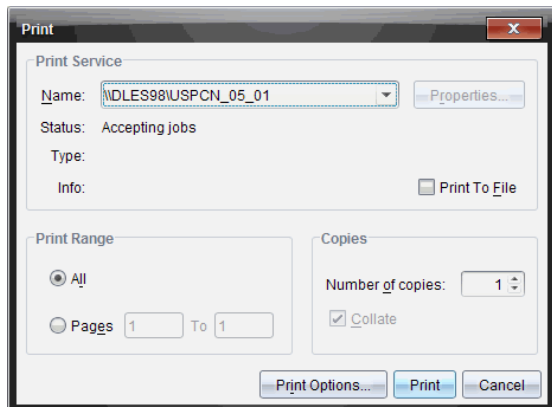 Print
Print Service
Name: \\DLES98\USPCN_05_01 Properties...
Status: Accepting jobs
Type:
Info: Print To File
Print Range
All
Pages 1 To 1
Copies
Number of copies: 1
Collate
Print Options... Print Cancel